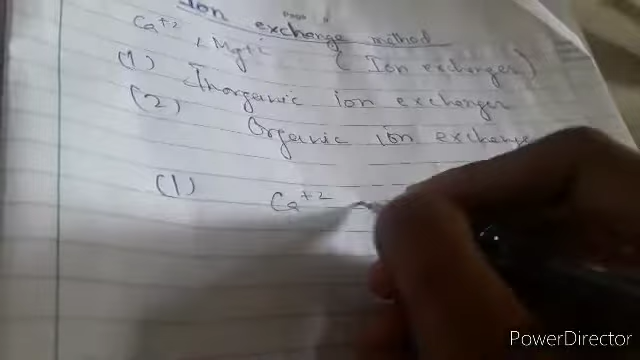 Ion exchange method
Ca+2, Mg+2 (Ion exchanger)
(1) Inorganic ion exchanger
(2) Organic ion exchange
(1) Ca+2
PowerDirector